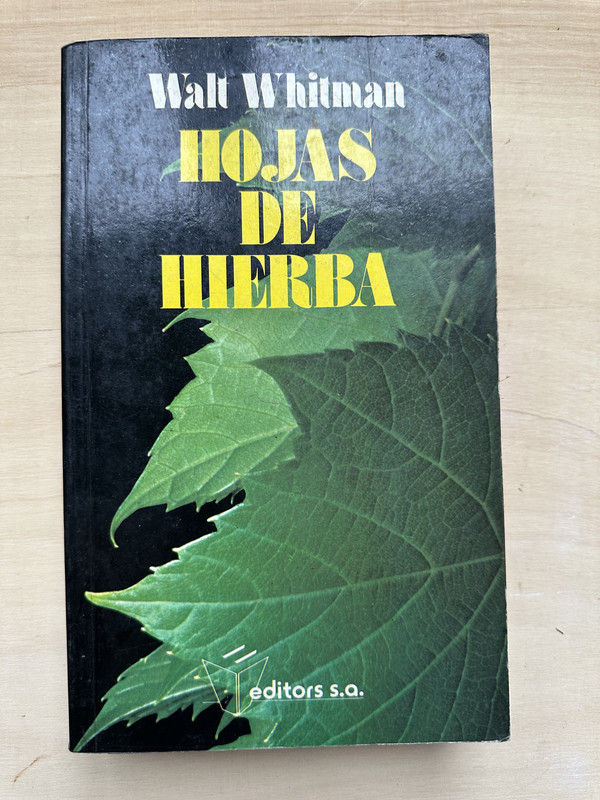 Walt Whitman
HOJAS
DE
HIERBA
editors s.a.